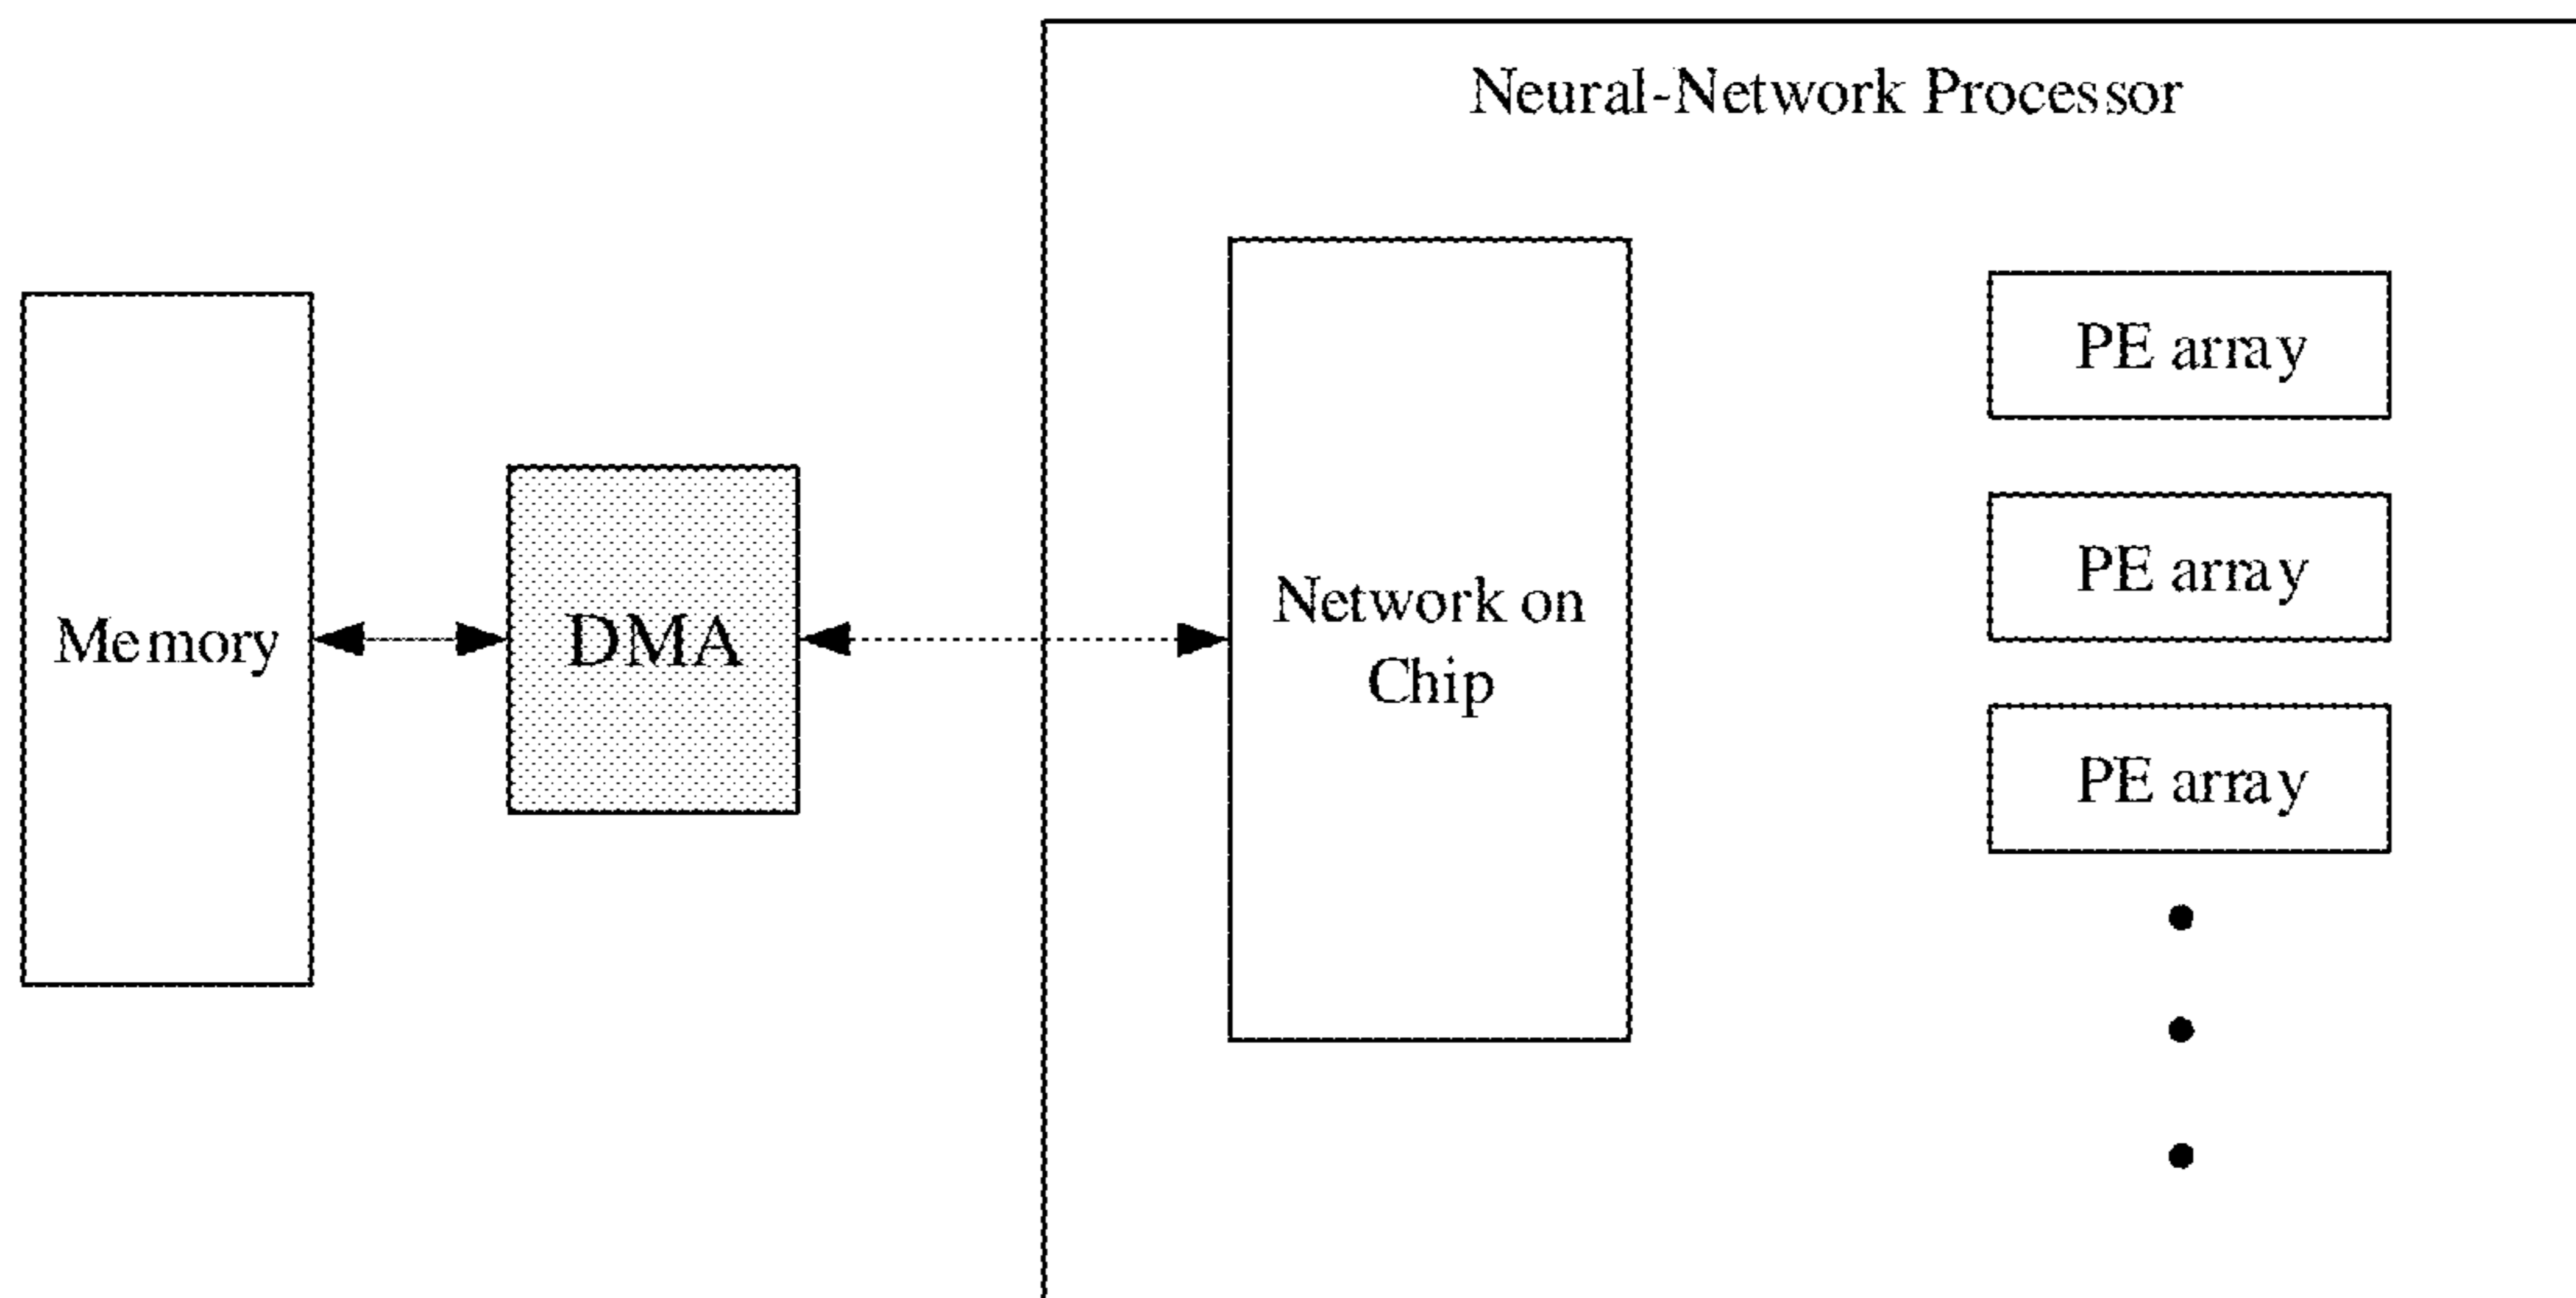 Neural-Network Processor
Memory
DMA
Network on
Chip
PE array
PE array
PE array